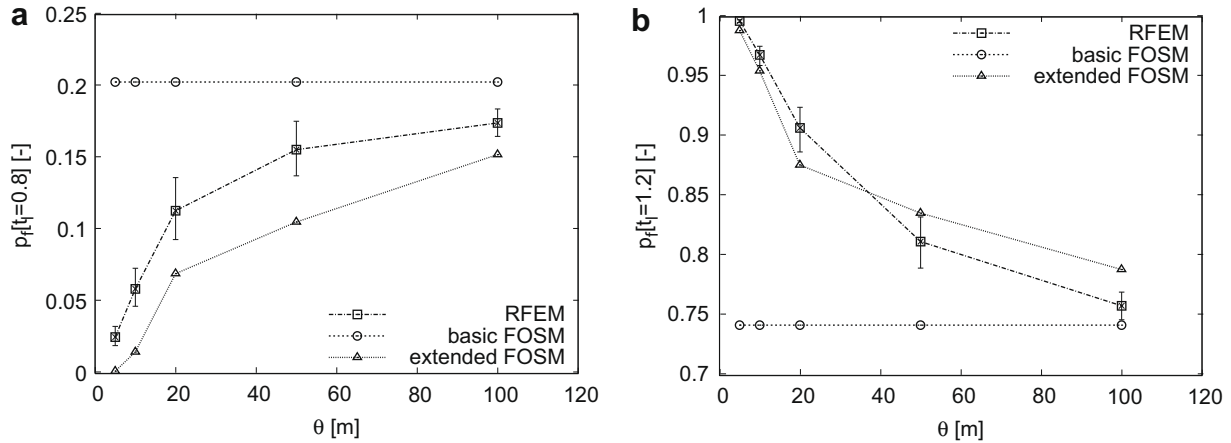 a
0.25
0.2
0.15
0.1
0.05
0
p_f[t_l=0.8] [-]
RFEM
basic FOSM
extended FOSM
0 20 40 60 80 100 120
θ [m]
b
1
0.95
0.9
0.85
0.8
0.75
0.7
p_f[t_l=1.2] [-]
RFEM
basic FOSM
extended FOSM
0 20 40 60 80 100 120
θ [m]